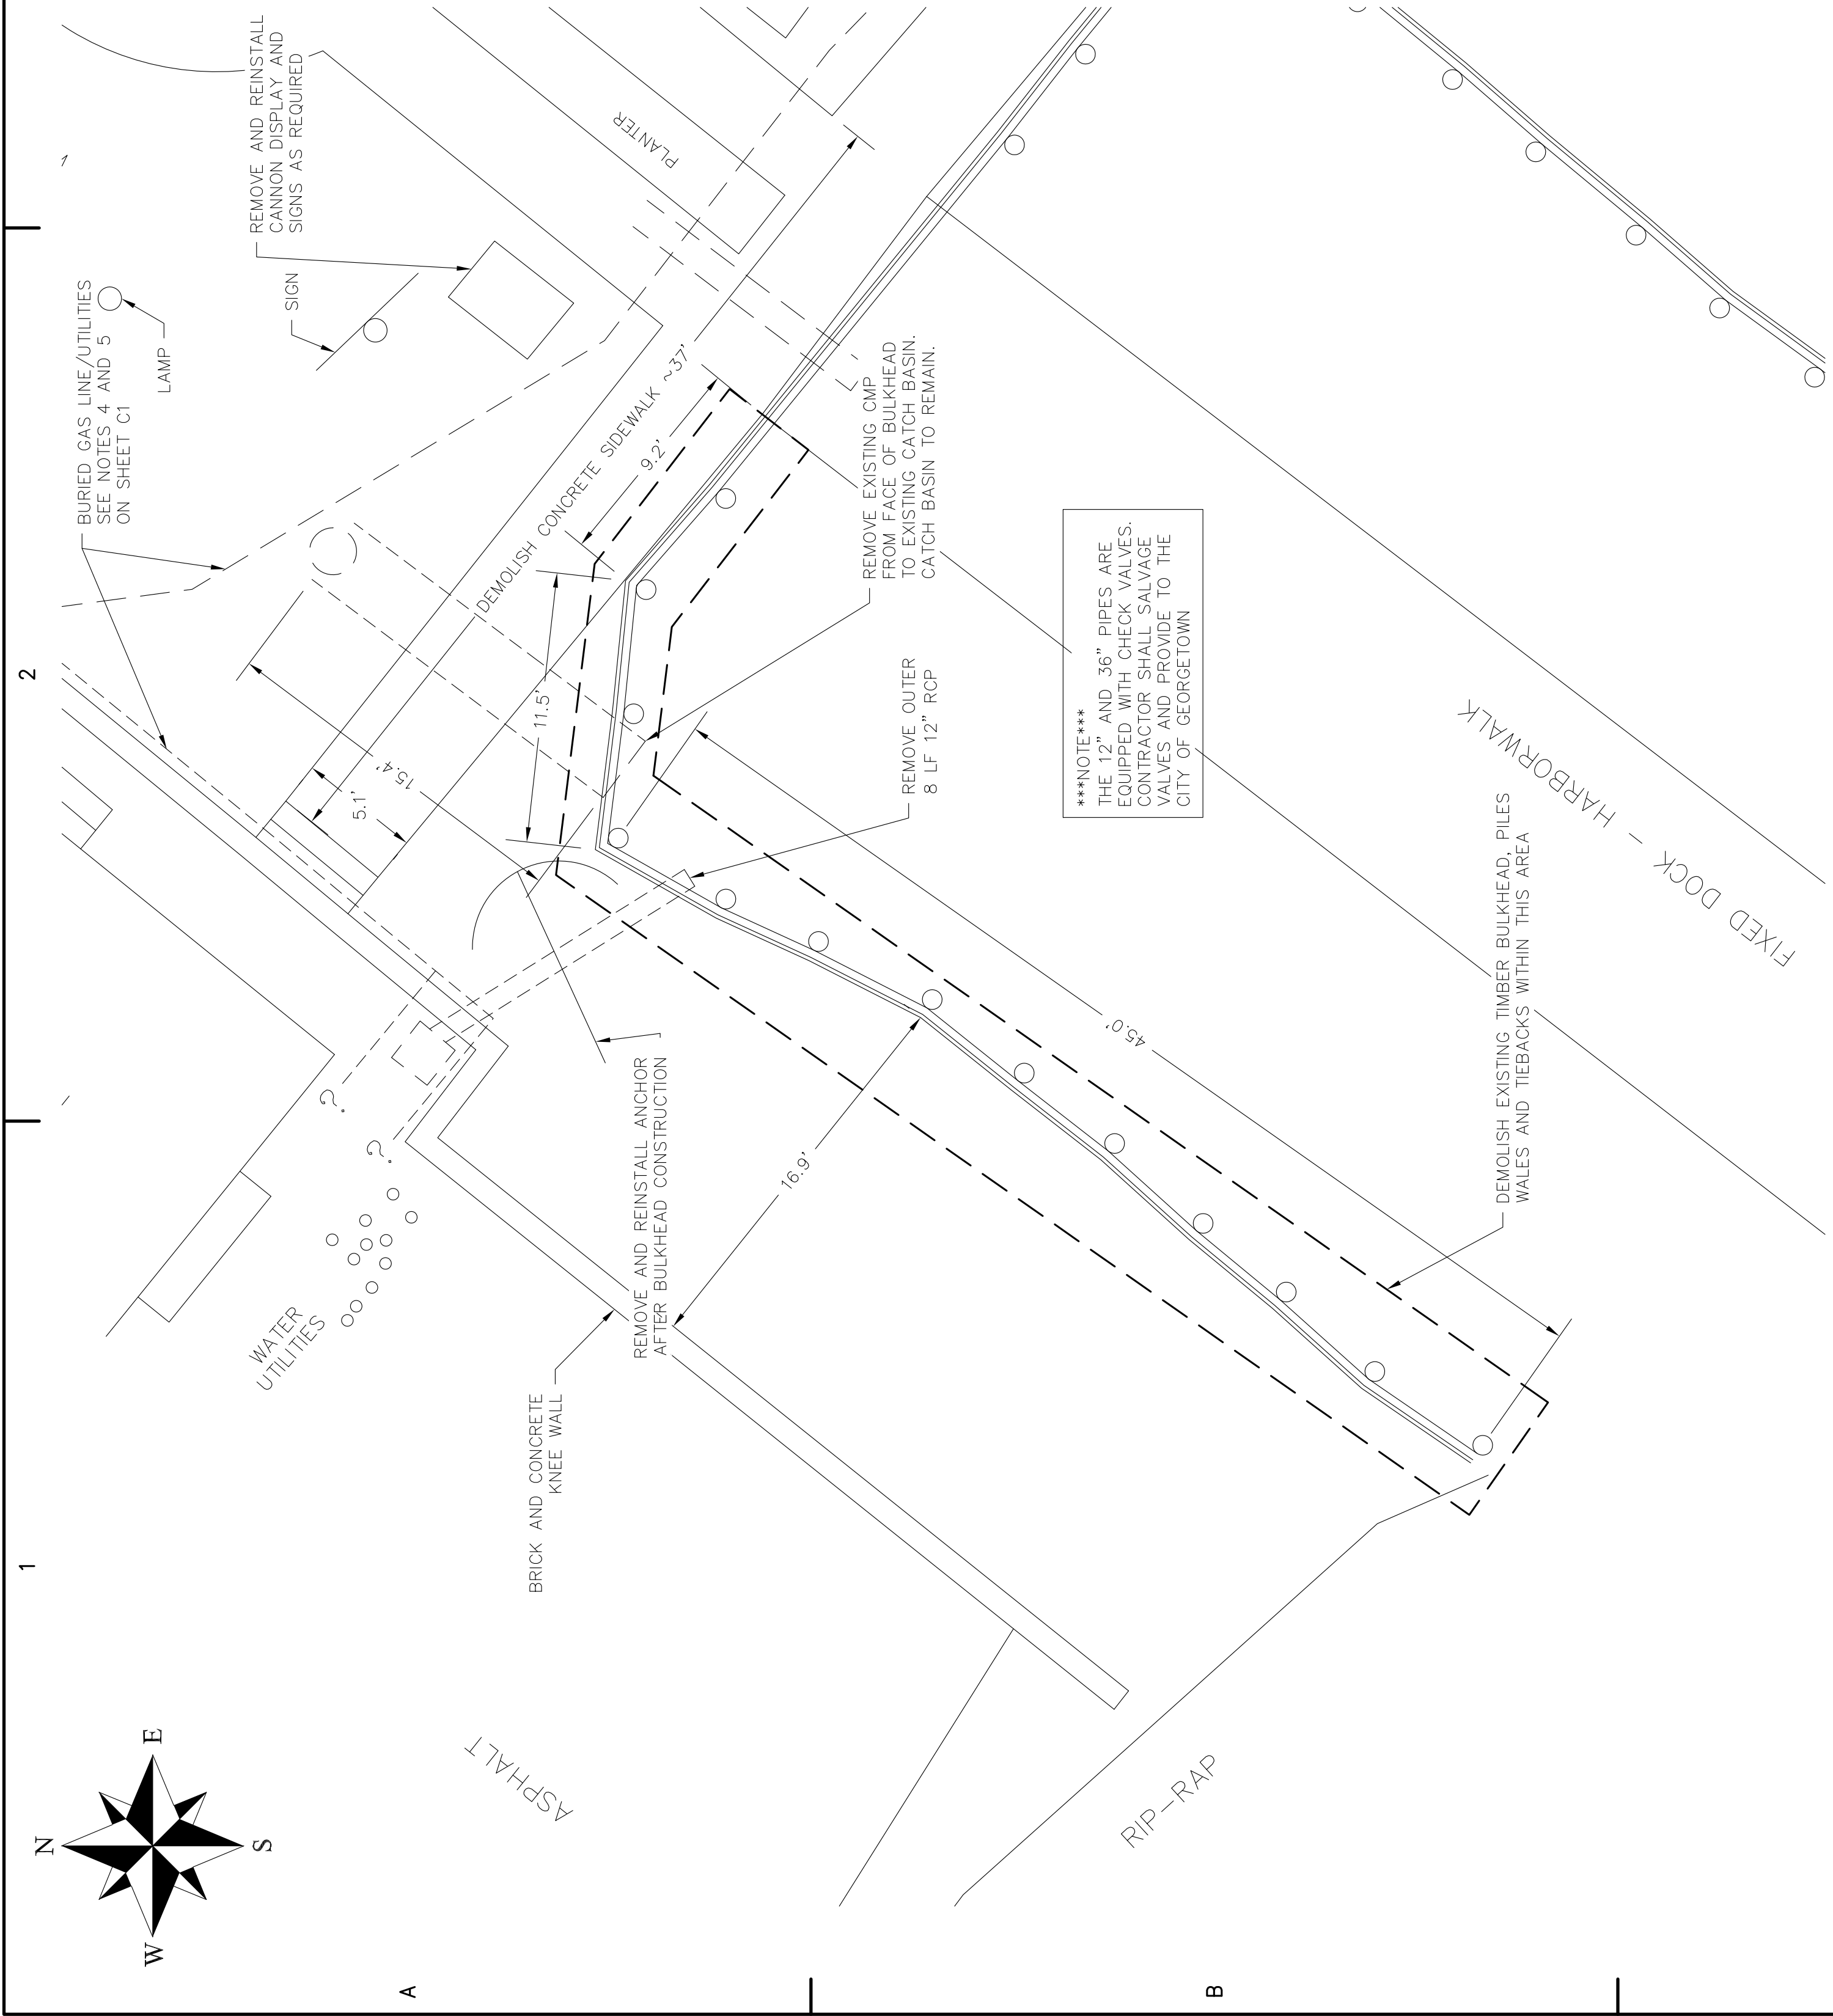 1
2
A
B
N
W
E
S
BURIED GAS LINE/UTILITIES
SEE NOTES 4 AND 5
ON SHEET C1
LAMP
SIGN
REMOVE AND REINSTALL
CANNON DISPLAY AND
SIGNS AS REQUIRED
PLANTER
WATER
UTILITIES
?
?
5.1'
15.4'
DEMOLISH CONCRETE SIDEWALK ~37'
9.2'
11.5'
BRICK AND CONCRETE
KNEE WALL
REMOVE AND REINSTALL ANCHOR
AFTER BULKHEAD CONSTRUCTION
REMOVE OUTER
8 LF 12" RCP
REMOVE EXISTING CMP
FROM FACE OF BULKHEAD
TO EXISTING CATCH BASIN.
CATCH BASIN TO REMAIN.
16.9'
45.0'
***NOTE***
THE 12" AND 36" PIPES ARE
EQUIPPED WITH CHECK VALVES.
CONTRACTOR SHALL SALVAGE
VALVES AND PROVIDE TO THE
CITY OF GEORGETOWN
ASPHALT
RIP-RAP
DEMOLISH EXISTING TIMBER BULKHEAD, PILES
WALES AND TIEBACKS WITHIN THIS AREA
FIXED DOCK - HARBORWALK